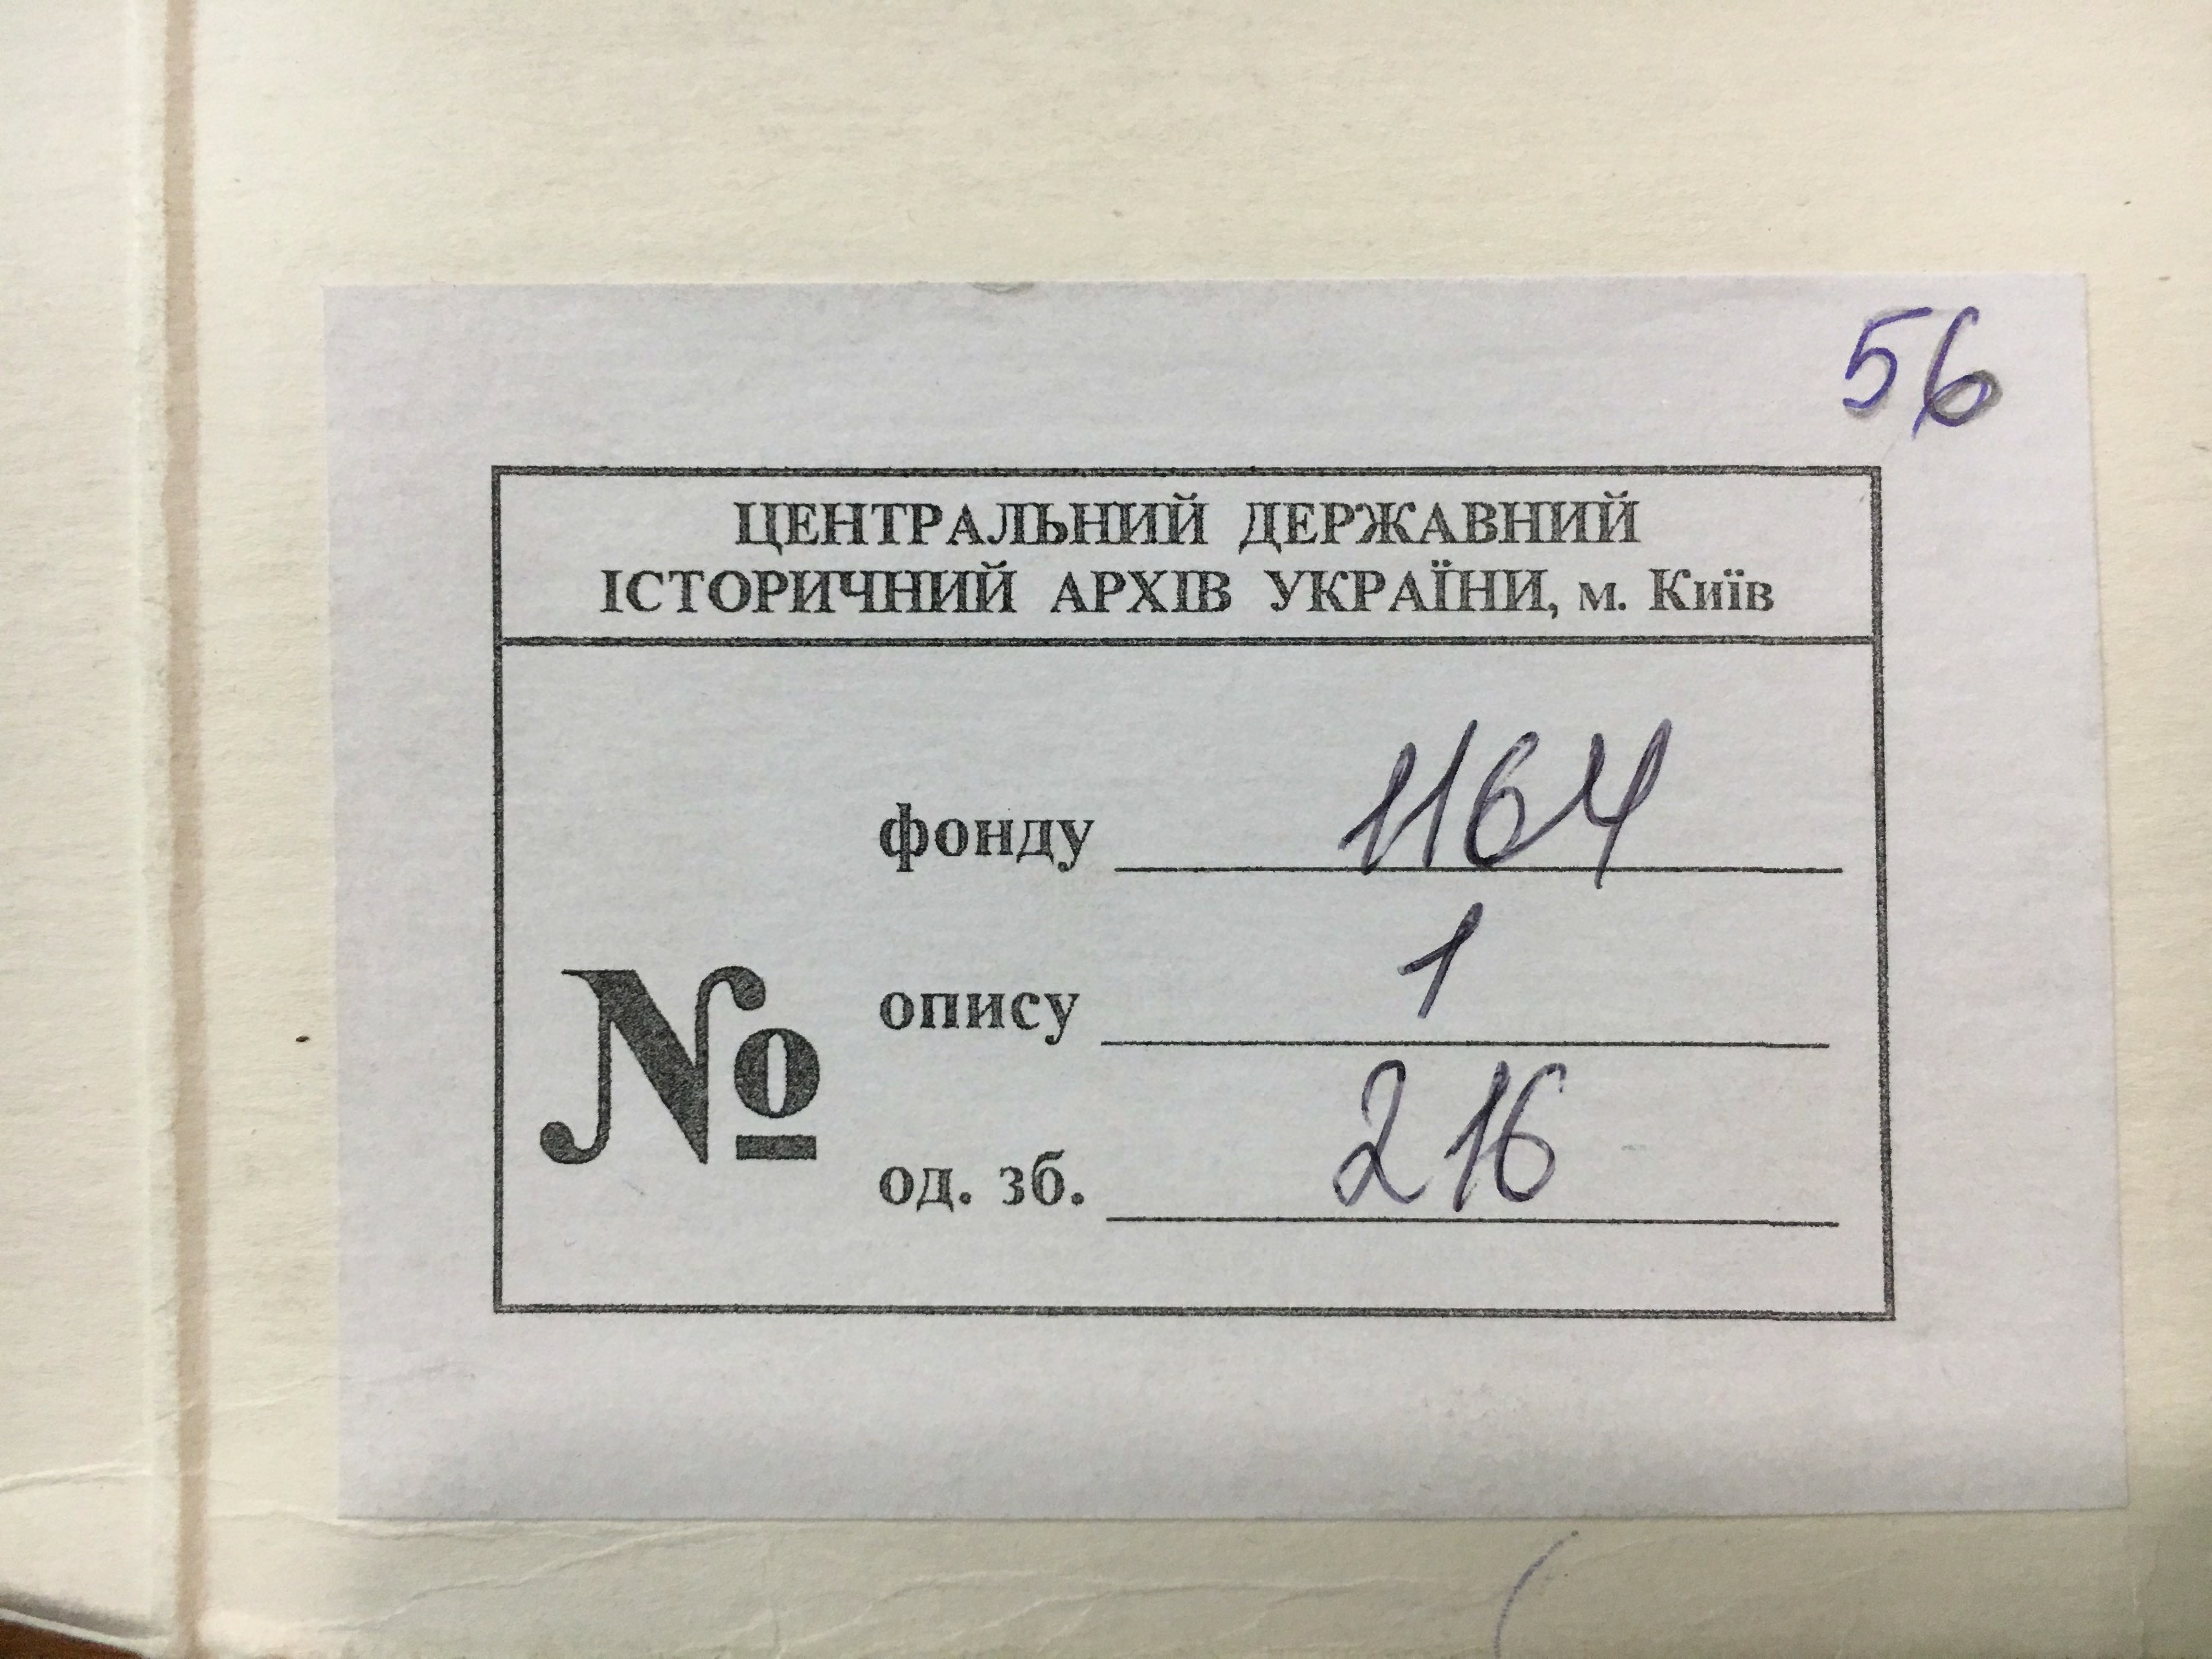 56
ЦЕНТРАЛЬНИЙ ДЕРЖАВНИЙ
ІСТОРИЧНИЙ АРХІВ УКРАЇНИ, м. Київ
фонду 1164
№ опису 1
од. зб. 216